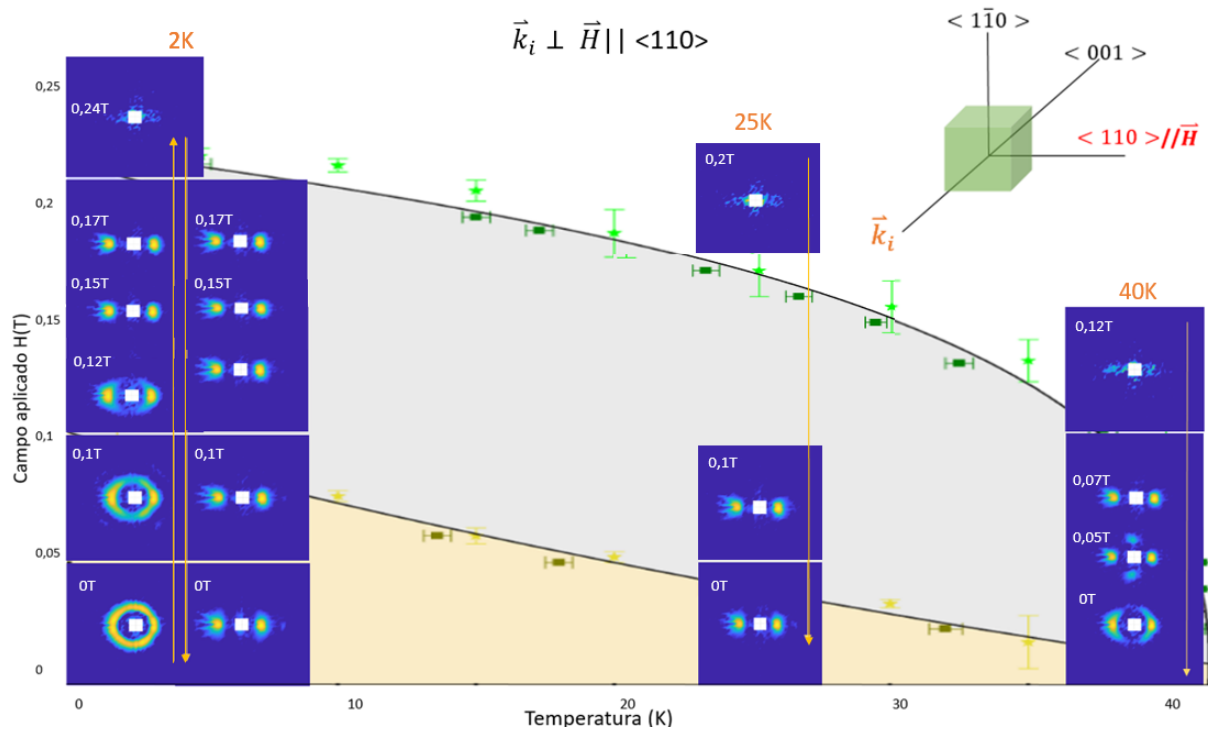 k⃗i ⊥ H⃗ || <110>
< 11̅0 >
< 001 >
< 110 >//H⃗
k⃗i
2K
25K
40K
0,24T
0,17T
0,17T
0,15T
0,15T
0,12T
0,1T
0,1T
0T
0T
0,2T
0,1T
0T
0,12T
0,07T
0,05T
0T
Campo aplicado H(T)
0,25
0,2
0,15
0,1
0,05
0
0
10
20
30
40
Temperatura (K)